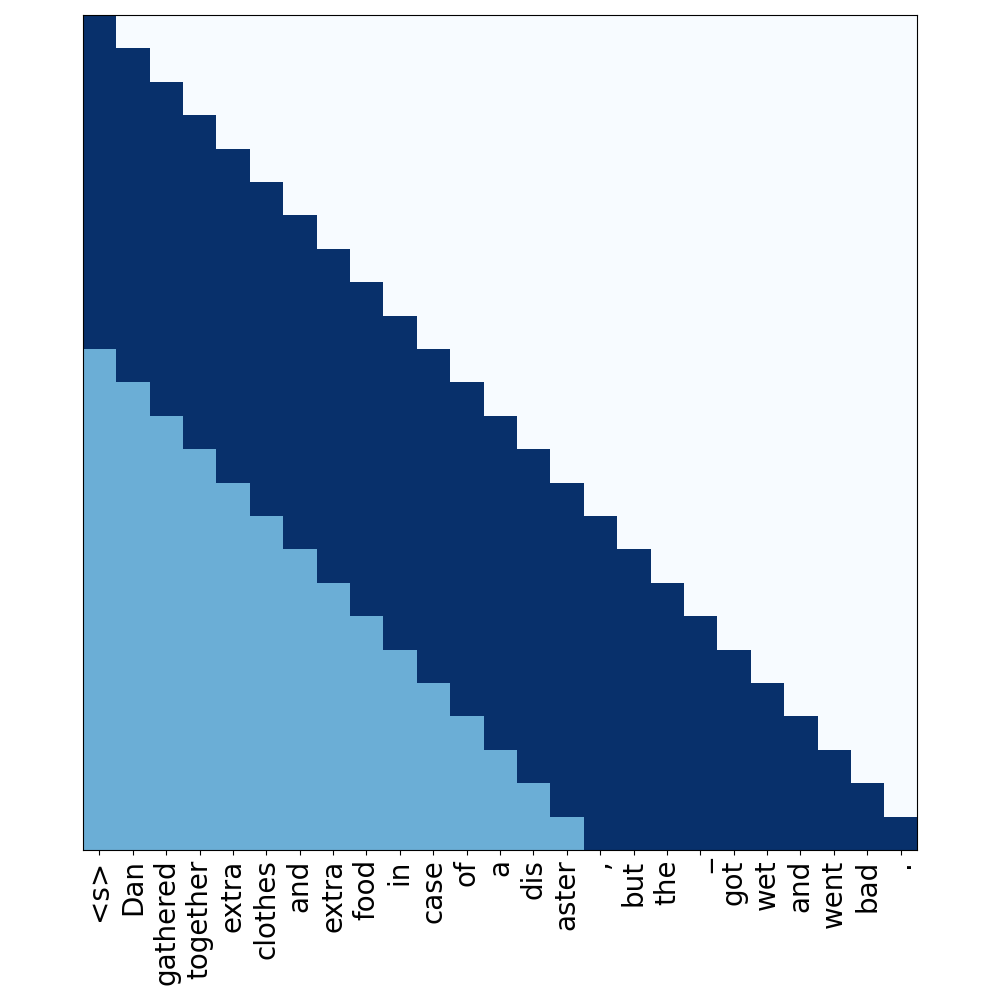 <s>
Dan
gathered
together
extra
clothes
and
extra
food
in
case
of
a
dis
aster
,
but
the
_
got
wet
and
went
bad
.